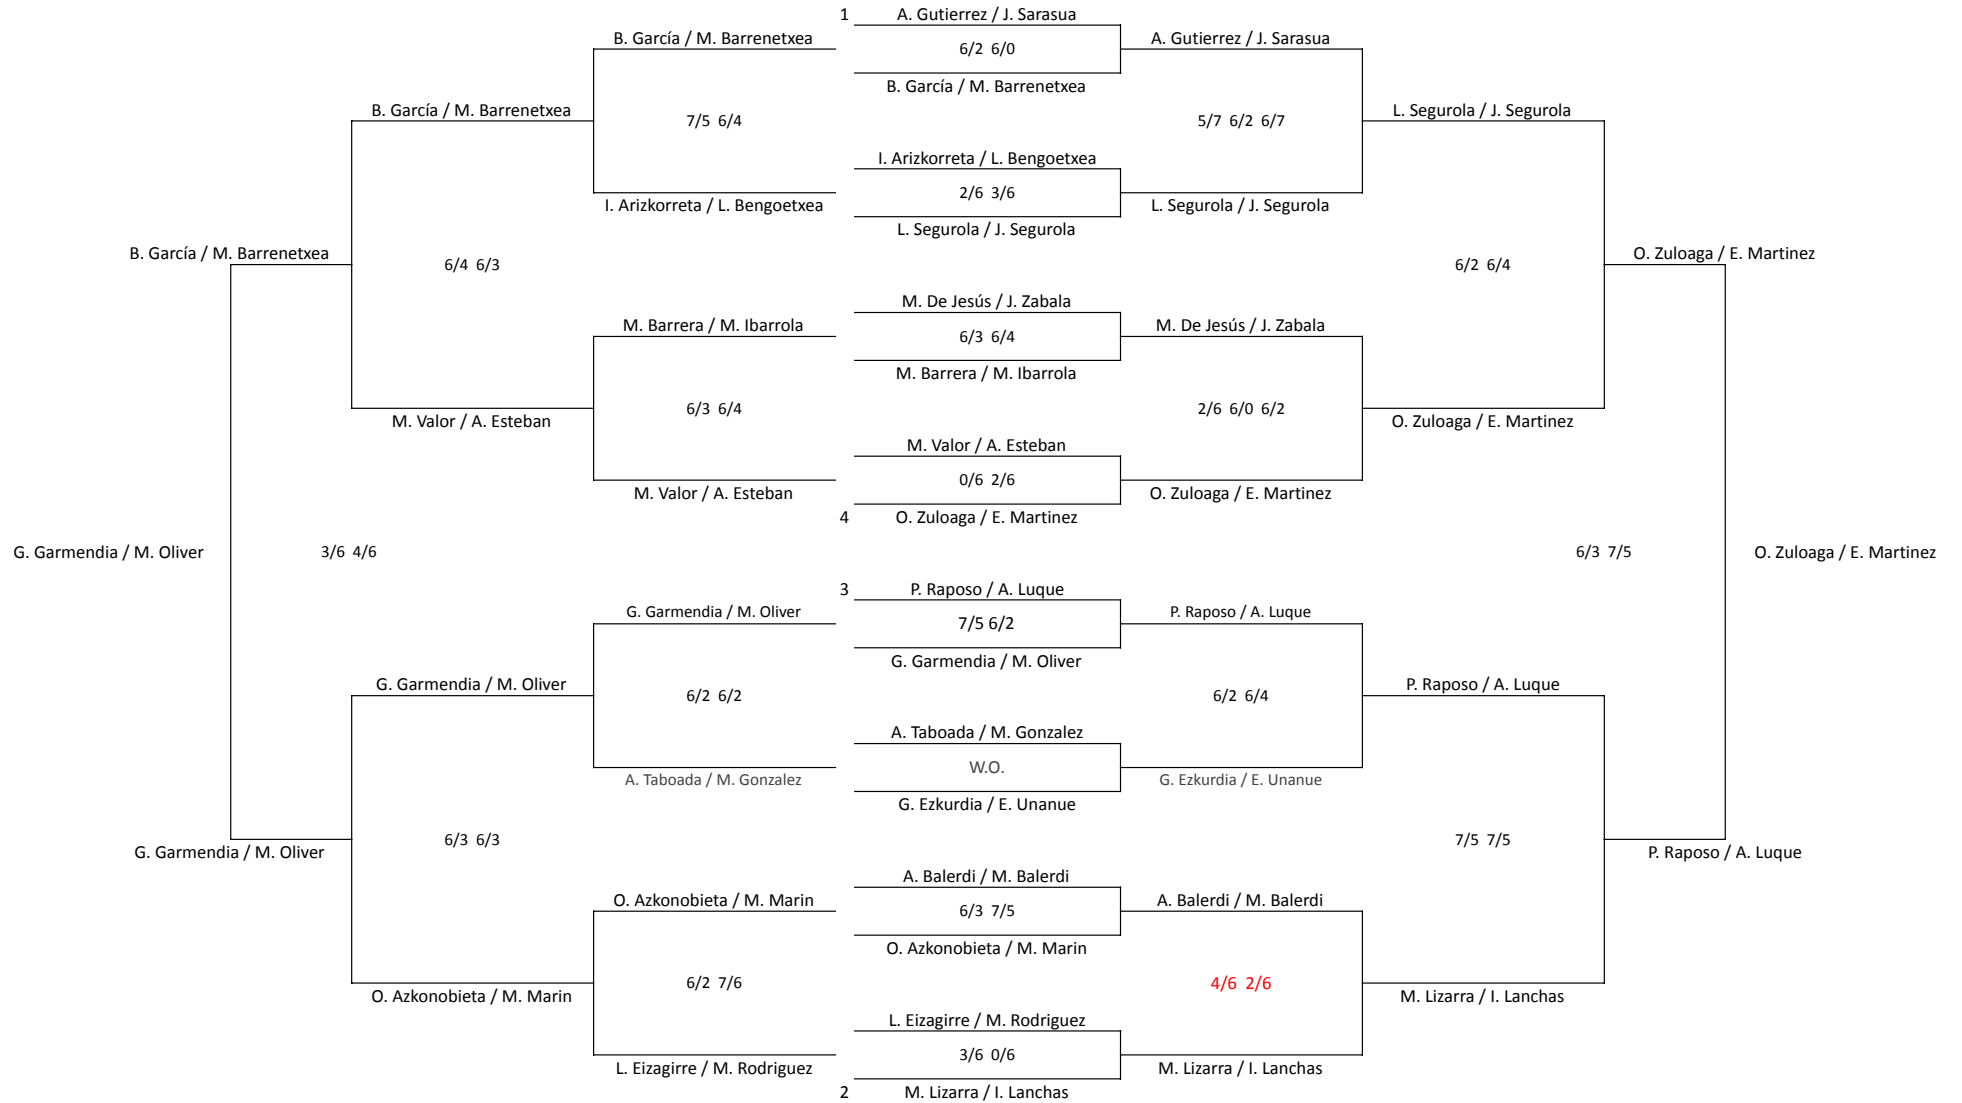 1 A. Gutierrez / J. Sarasua
B. García / M. Barrenetxea
6/2 6/0
A. Gutierrez / J. Sarasua
B. García / M. Barrenetxea
B. García / M. Barrenetxea
7/5 6/4
5/7 6/2 6/7
L. Segurola / J. Segurola
I. Arizkorreta / L. Bengoetxea
2/6 3/6
I. Arizkorreta / L. Bengoetxea
L. Segurola / J. Segurola
L. Segurola / J. Segurola
B. García / M. Barrenetxea
6/4 6/3
6/2 6/4
O. Zuloaga / E. Martinez
M. De Jesús / J. Zabala
M. Barrera / M. Ibarrola
6/3 6/4
M. De Jesús / J. Zabala
M. Barrera / M. Ibarrola
M. Valor / A. Esteban
6/3 6/4
2/6 6/0 6/2
O. Zuloaga / E. Martinez
M. Valor / A. Esteban
0/6 2/6
M. Valor / A. Esteban
O. Zuloaga / E. Martinez
4 O. Zuloaga / E. Martinez
G. Garmendia / M. Oliver
3/6 4/6
6/3 7/5
O. Zuloaga / E. Martinez
3 P. Raposo / A. Luque
G. Garmendia / M. Oliver
7/5 6/2
P. Raposo / A. Luque
G. Garmendia / M. Oliver
G. Garmendia / M. Oliver
6/2 6/2
6/2 6/4
P. Raposo / A. Luque
A. Taboada / M. Gonzalez
W.O.
A. Taboada / M. Gonzalez
G. Ezkurdia / E. Unanue
G. Ezkurdia / E. Unanue
G. Garmendia / M. Oliver
6/3 6/3
7/5 7/5
P. Raposo / A. Luque
A. Balerdi / M. Balerdi
O. Azkonobieta / M. Marin
6/3 7/5
A. Balerdi / M. Balerdi
O. Azkonobieta / M. Marin
O. Azkonobieta / M. Marin
6/2 7/6
4/6 2/6
M. Lizarra / I. Lanchas
L. Eizagirre / M. Rodriguez
3/6 0/6
L. Eizagirre / M. Rodriguez
M. Lizarra / I. Lanchas
2 M. Lizarra / I. Lanchas